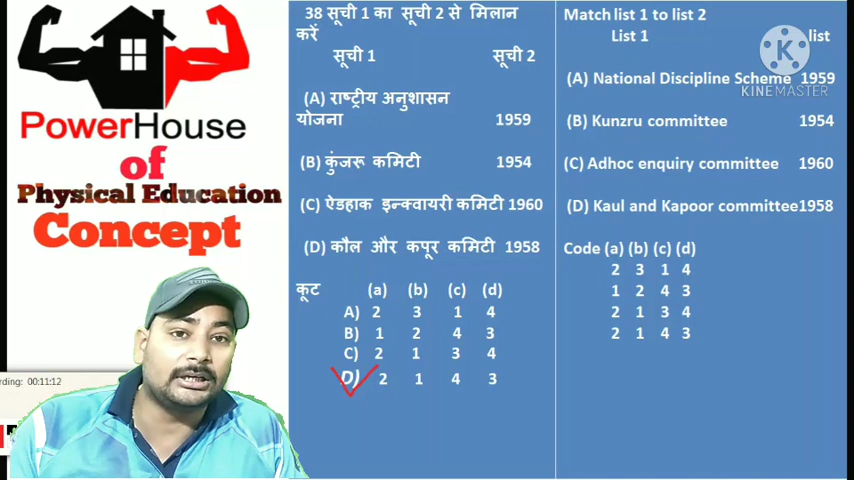 PowerHouse
of
Physical Education
Concept
rding: 00:11:12
38 सूची 1 का सूची 2 से मिलान
करें
सूची 1 सूची 2
(A) राष्ट्रीय अनुशासन
योजना 1959
(B) कुंजरू कमिटी 1954
(C) ऐडहाक इन्क्वायरी कमिटी 1960
(D) कौल और कपूर कमिटी 1958
कूट (a) (b) (c) (d)
A) 2 3 1 4
B) 1 2 4 3
C) 2 1 3 4
D) 2 1 4 3
Match list 1 to list 2
List 1 list
K
KINEMASTER
(A) National Discipline Scheme 1959
(B) Kunzru committee 1954
(C) Adhoc enquiry committee 1960
(D) Kaul and Kapoor committee1958
Code (a) (b) (c) (d)
2 3 1 4
1 2 4 3
2 1 3 4
2 1 4 3